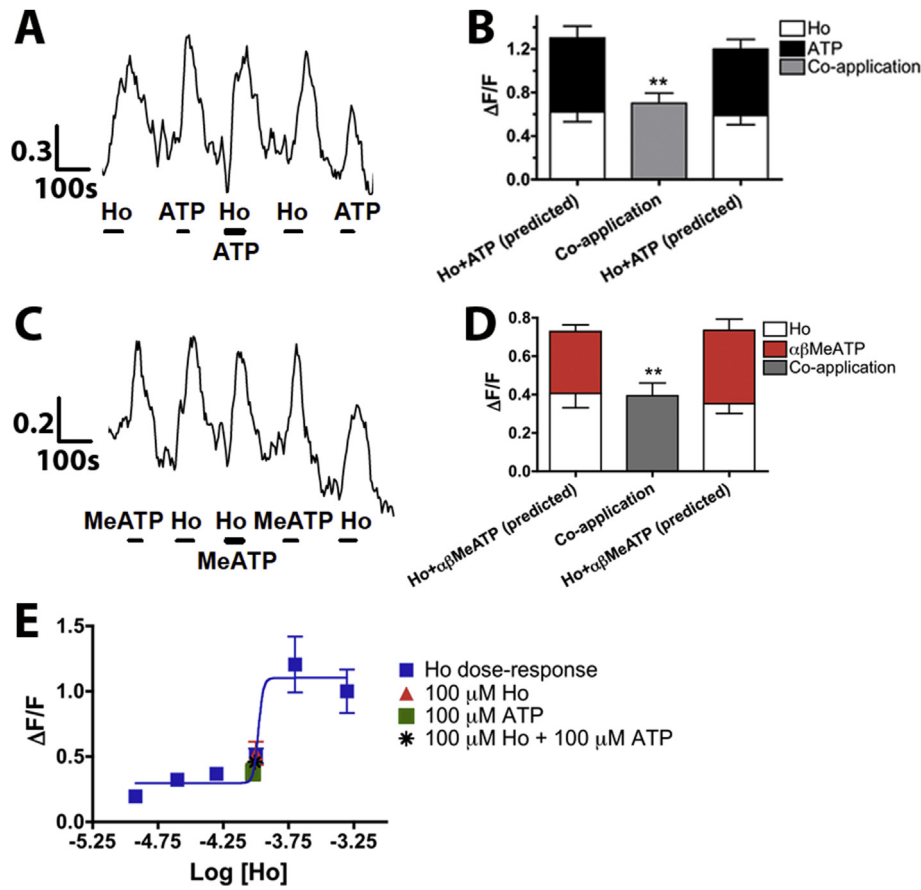 A
0.3
100s
Ho ATP Ho Ho ATP
ATP
B
ΔF/F
1.2
0.8
0.4
0.0
**
Ho
ATP
Co-application
Ho+ATP (predicted)
Co-application
Ho+ATP (predicted)
C
0.2
100s
MeATP Ho Ho MeATP Ho
MeATP
D
ΔF/F
0.8
0.6
0.4
0.2
0.0
**
Ho
αβMeATP
Co-application
Ho+αβMeATP (predicted)
Co-application
Ho+αβMeATP (predicted)
E
ΔF/F
1.5
1.0
0.5
0.0
-5.25 -4.75 -4.25 -3.75 -3.25
Log [Ho]
Ho dose-response
100 μM Ho
100 μM ATP
100 μM Ho + 100 μM ATP